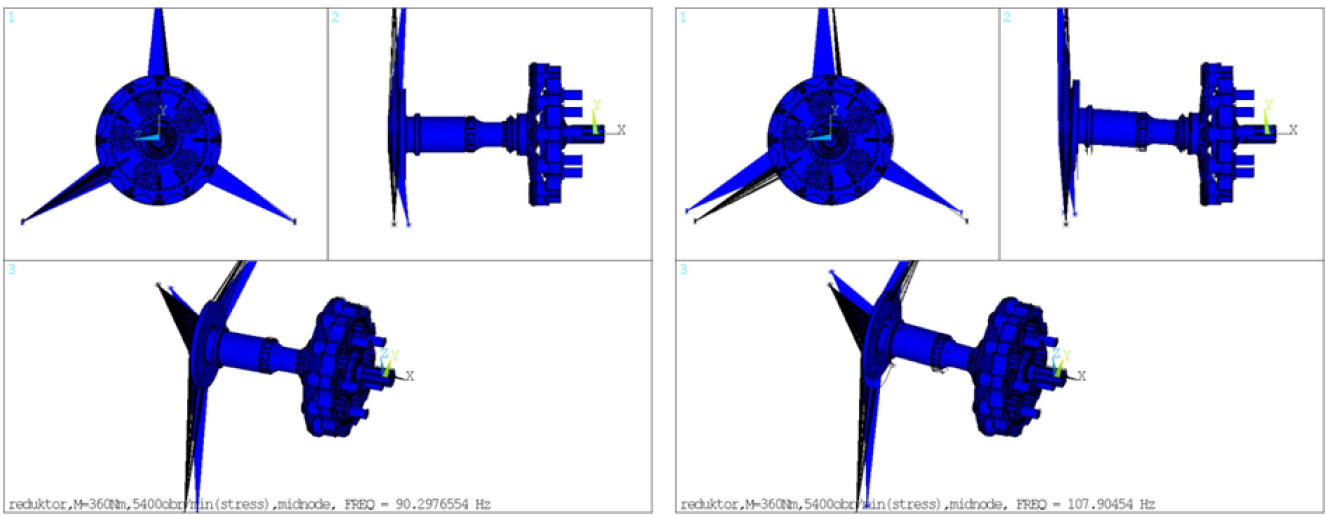 1
2
Y
Z
Y
X
3
Z
Y
X
reduktor,M=360Nm,5400obr/min(stress),midnode, FREQ = 90.2976554 Hz
1
2
Y
Z
Y
X
3
Z
Y
X
reduktor,M=360Nm,5400obr/min(stress),midnode, FREQ = 107.90454 Hz